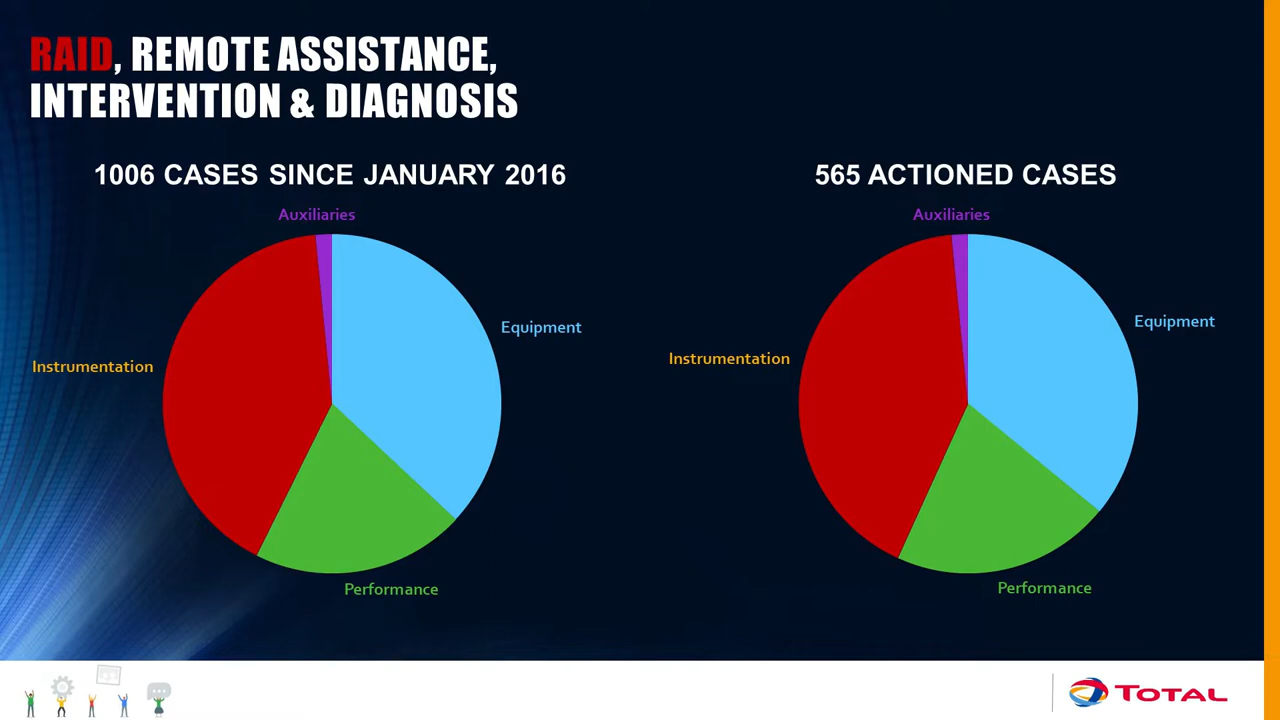 RAID, REMOTE ASSISTANCE,
INTERVENTION & DIAGNOSIS
1006 CASES SINCE JANUARY 2016
Auxiliaries
Equipment
Instrumentation
Performance
565 ACTIONED CASES
Auxiliaries
Equipment
Instrumentation
Performance
TOTAL